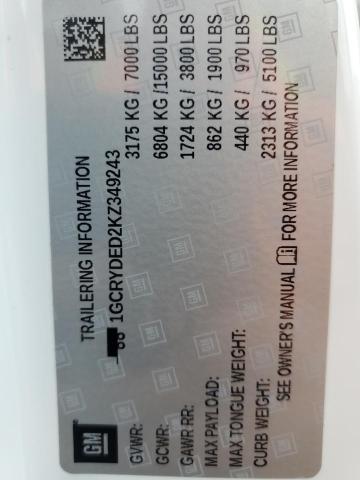 GM
TRAILERING INFORMATION
1GCRYDED2KZ349243
GVWR: 3175 KG / 7000 LBS
GCWR: 6804 KG /15000 LBS
GAWR RR: 1724 KG / 3800 LBS
MAX PAYLOAD: 862 KG / 1900 LBS
MAX TONGUE WEIGHT: 440 KG / 970 LBS
CURB WEIGHT: 2313 KG / 5100 LBS
SEE OWNER'S MANUAL FOR MORE INFORMATION